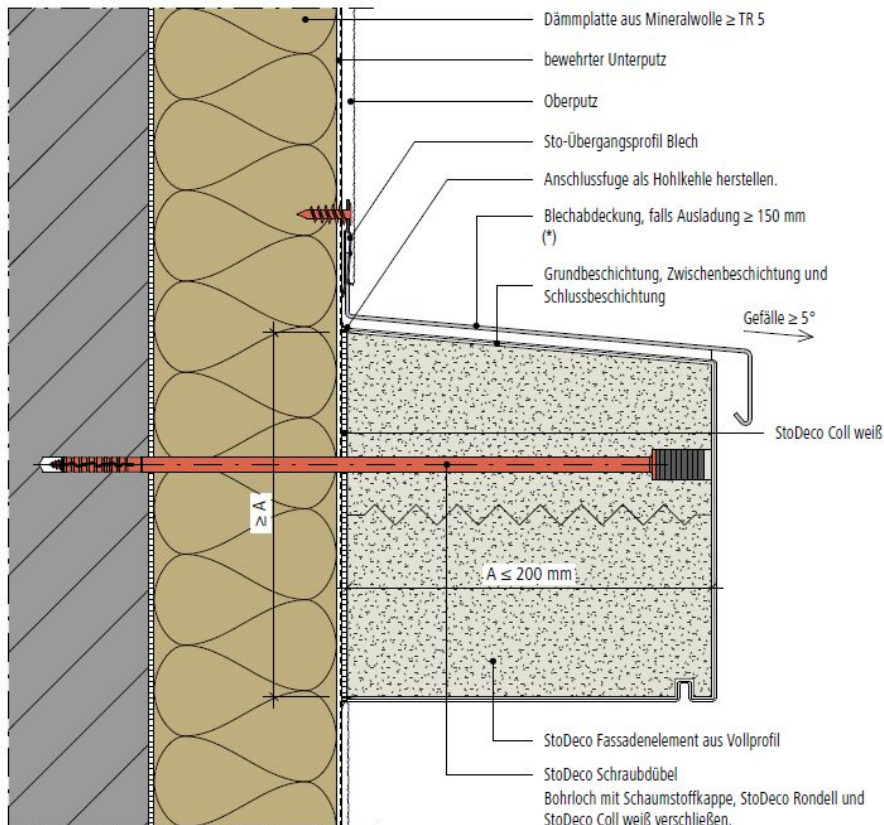 Dämmplatte aus Mineralwolle ≥ TR 5
bewehrter Unterputz
Oberputz
Sto-Übergangsprofil Blech
Anschlussfuge als Hohlkehle herstellen.
Blechabdeckung, falls Ausladung ≥ 150 mm
(*)
Grundbeschichtung, Zwischenbeschichtung und
Schlussbeschichtung
Gefälle ≥ 5°
StoDeco Coll weiß
≥ A
A ≤ 200 mm
StoDeco Fassadenelement aus Vollprofil
StoDeco Schraubdübel
Bohrloch mit Schaumstoffkappe, StoDeco Rondell und
StoDeco Coll weiß verschließen.